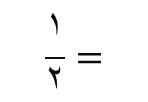 ١
٢ =